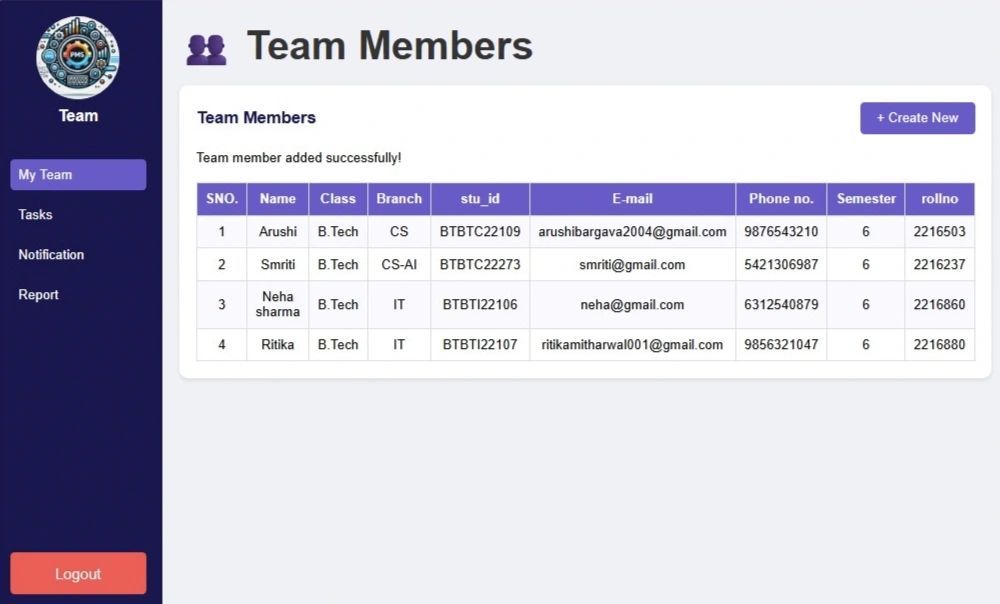 PMS
Team
My Team
Tasks
Notification
Report
Logout
Team Members
Team Members
+ Create New
Team member added successfully!
SNO. Name Class Branch stu_id E-mail Phone no. Semester rollno
1 Arushi B.Tech CS BTBTC22109 arushibargava2004@gmail.com 9876543210 6 2216503
2 Smriti B.Tech CS-AI BTBTC22273 smriti@gmail.com 5421306987 6 2216237
3 Neha sharma B.Tech IT BTBTI22106 neha@gmail.com 6312540879 6 2216860
4 Ritika B.Tech IT BTBTI22107 ritikamitharwal001@gmail.com 9856321047 6 2216880